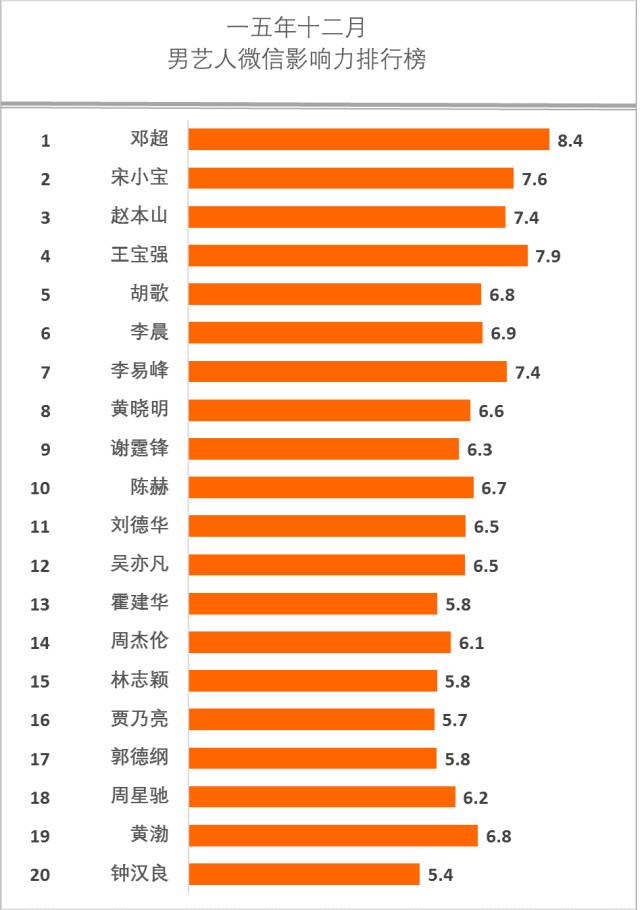 一五年十二月
男艺人微信影响力排行榜
1 邓超 8.4
2 宋小宝 7.6
3 赵本山 7.4
4 王宝强 7.9
5 胡歌 6.8
6 李晨 6.9
7 李易峰 7.4
8 黄晓明 6.6
9 谢霆锋 6.3
10 陈赫 6.7
11 刘德华 6.5
12 吴亦凡 6.5
13 霍建华 5.8
14 周杰伦 6.1
15 林志颖 5.8
16 贾乃亮 5.7
17 郭德纲 5.8
18 周星驰 6.2
19 黄渤 6.8
20 钟汉良 5.4